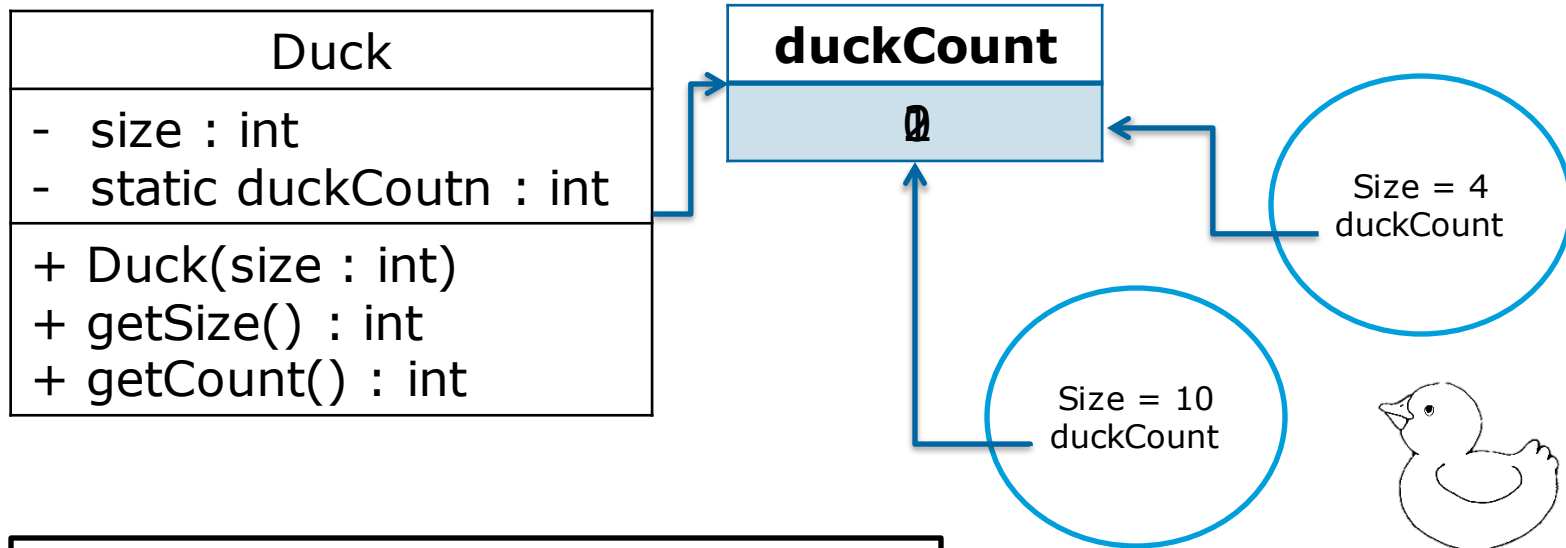 Duck
- size : int
- static duckCoutn : int
+ Duck(size : int)
+ getSize() : int
+ getCount() : int
duckCount
Size = 4
duckCount
Size = 10
duckCount